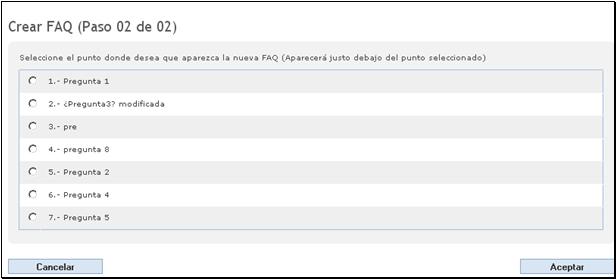 Crear FAQ (Paso 02 de 02)
Seleccione el punto donde desea que aparezca la nueva FAQ (Aparecerá justo debajo del punto seleccionado)
1.- Pregunta 1
2.- ¿Pregunta3? modificada
3.- pre
4.- pregunta 8
5.- Pregunta 2
6.- Pregunta 4
7.- Pregunta 5
Cancelar
Aceptar